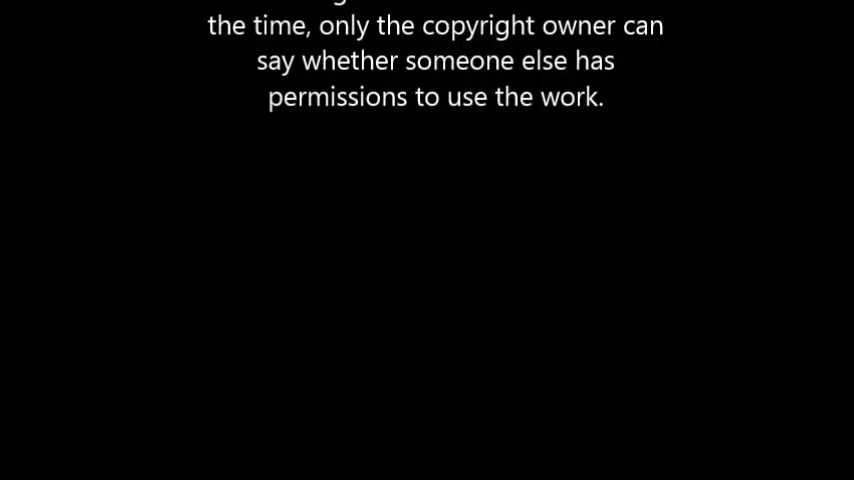 the time, only the copyright owner can
say whether someone else has
permissions to use the work.